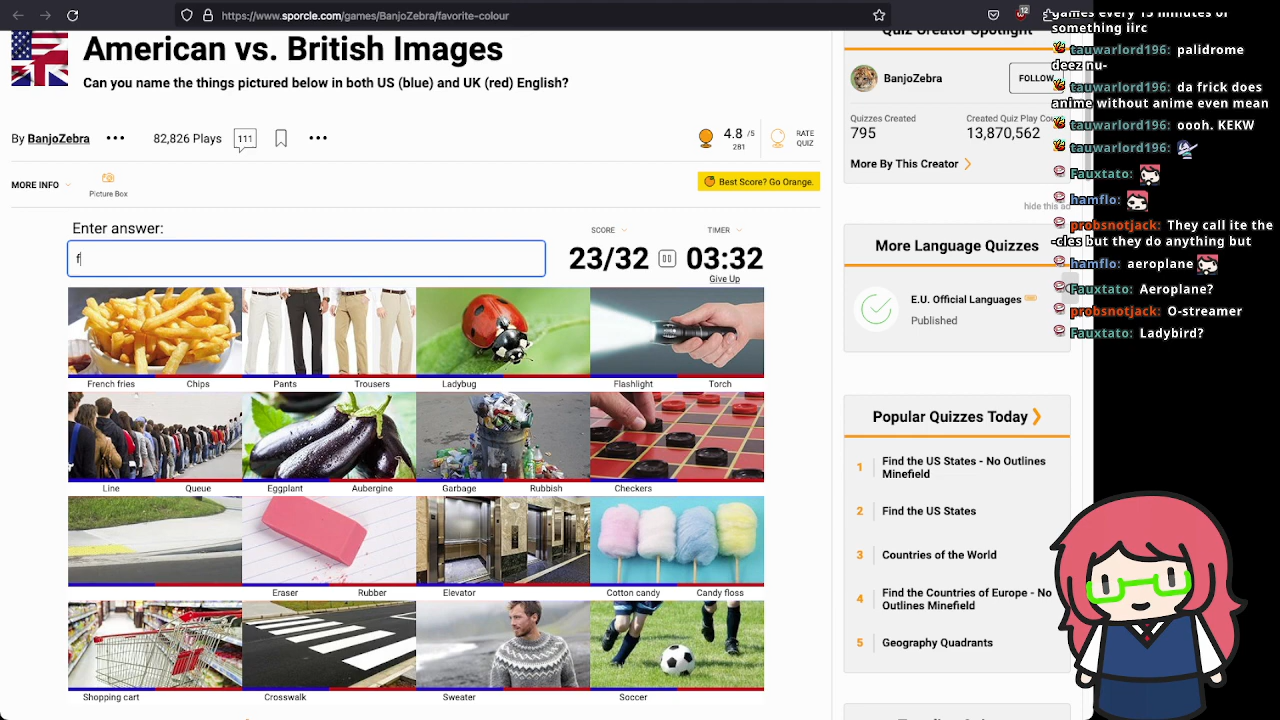 https://www.sporcle.com/games/BanjoZebra/favorite-colour
12
American vs. British Images
Can you name the things pictured below in both US (blue) and UK (red) English?
By BanjoZebra
82,826 Plays
111
4.8 /5
281
RATE
QUIZ
MORE INFO
Picture Box
Best Score? Go Orange.
Enter answer:
f
SCORE
23/32
TIMER
03:32
Give Up
French fries
Chips
Pants
Trousers
Ladybug
Flashlight
Torch
Line
Queue
Eggplant
Aubergine
Garbage
Rubbish
Checkers
Eraser
Rubber
Elevator
Cotton candy
Candy floss
Shopping cart
Crosswalk
Sweater
Soccer
Quiz Creator Spotlight
BanjoZebra
FOLLOW
Quizzes Created
795
Created Quiz Play Cou
13,870,562
More By This Creator
hide this ad
More Language Quizzes
E.U. Official Languages
Published
Popular Quizzes Today
1 Find the US States - No Outlines
Minefield
2 Find the US States
3 Countries of the World
4 Find the Countries of Europe - No
Outlines Minefield
5 Geography Quadrants
games every 15 minutes of
something iirc
tauwarlord196: palidrome
deez nu-
tauwarlord196: da frick does
anime without anime even mean
tauwarlord196: oooh. KEKW
tauwarlord196:
Fauxtato:
hamflo:
probsnotjack: They call ite the
-cles but they do anything but
hamflo: aeroplane
Fauxtato: Aeroplane?
probsnotjack: O-streamer
Fauxtato: Ladybird?